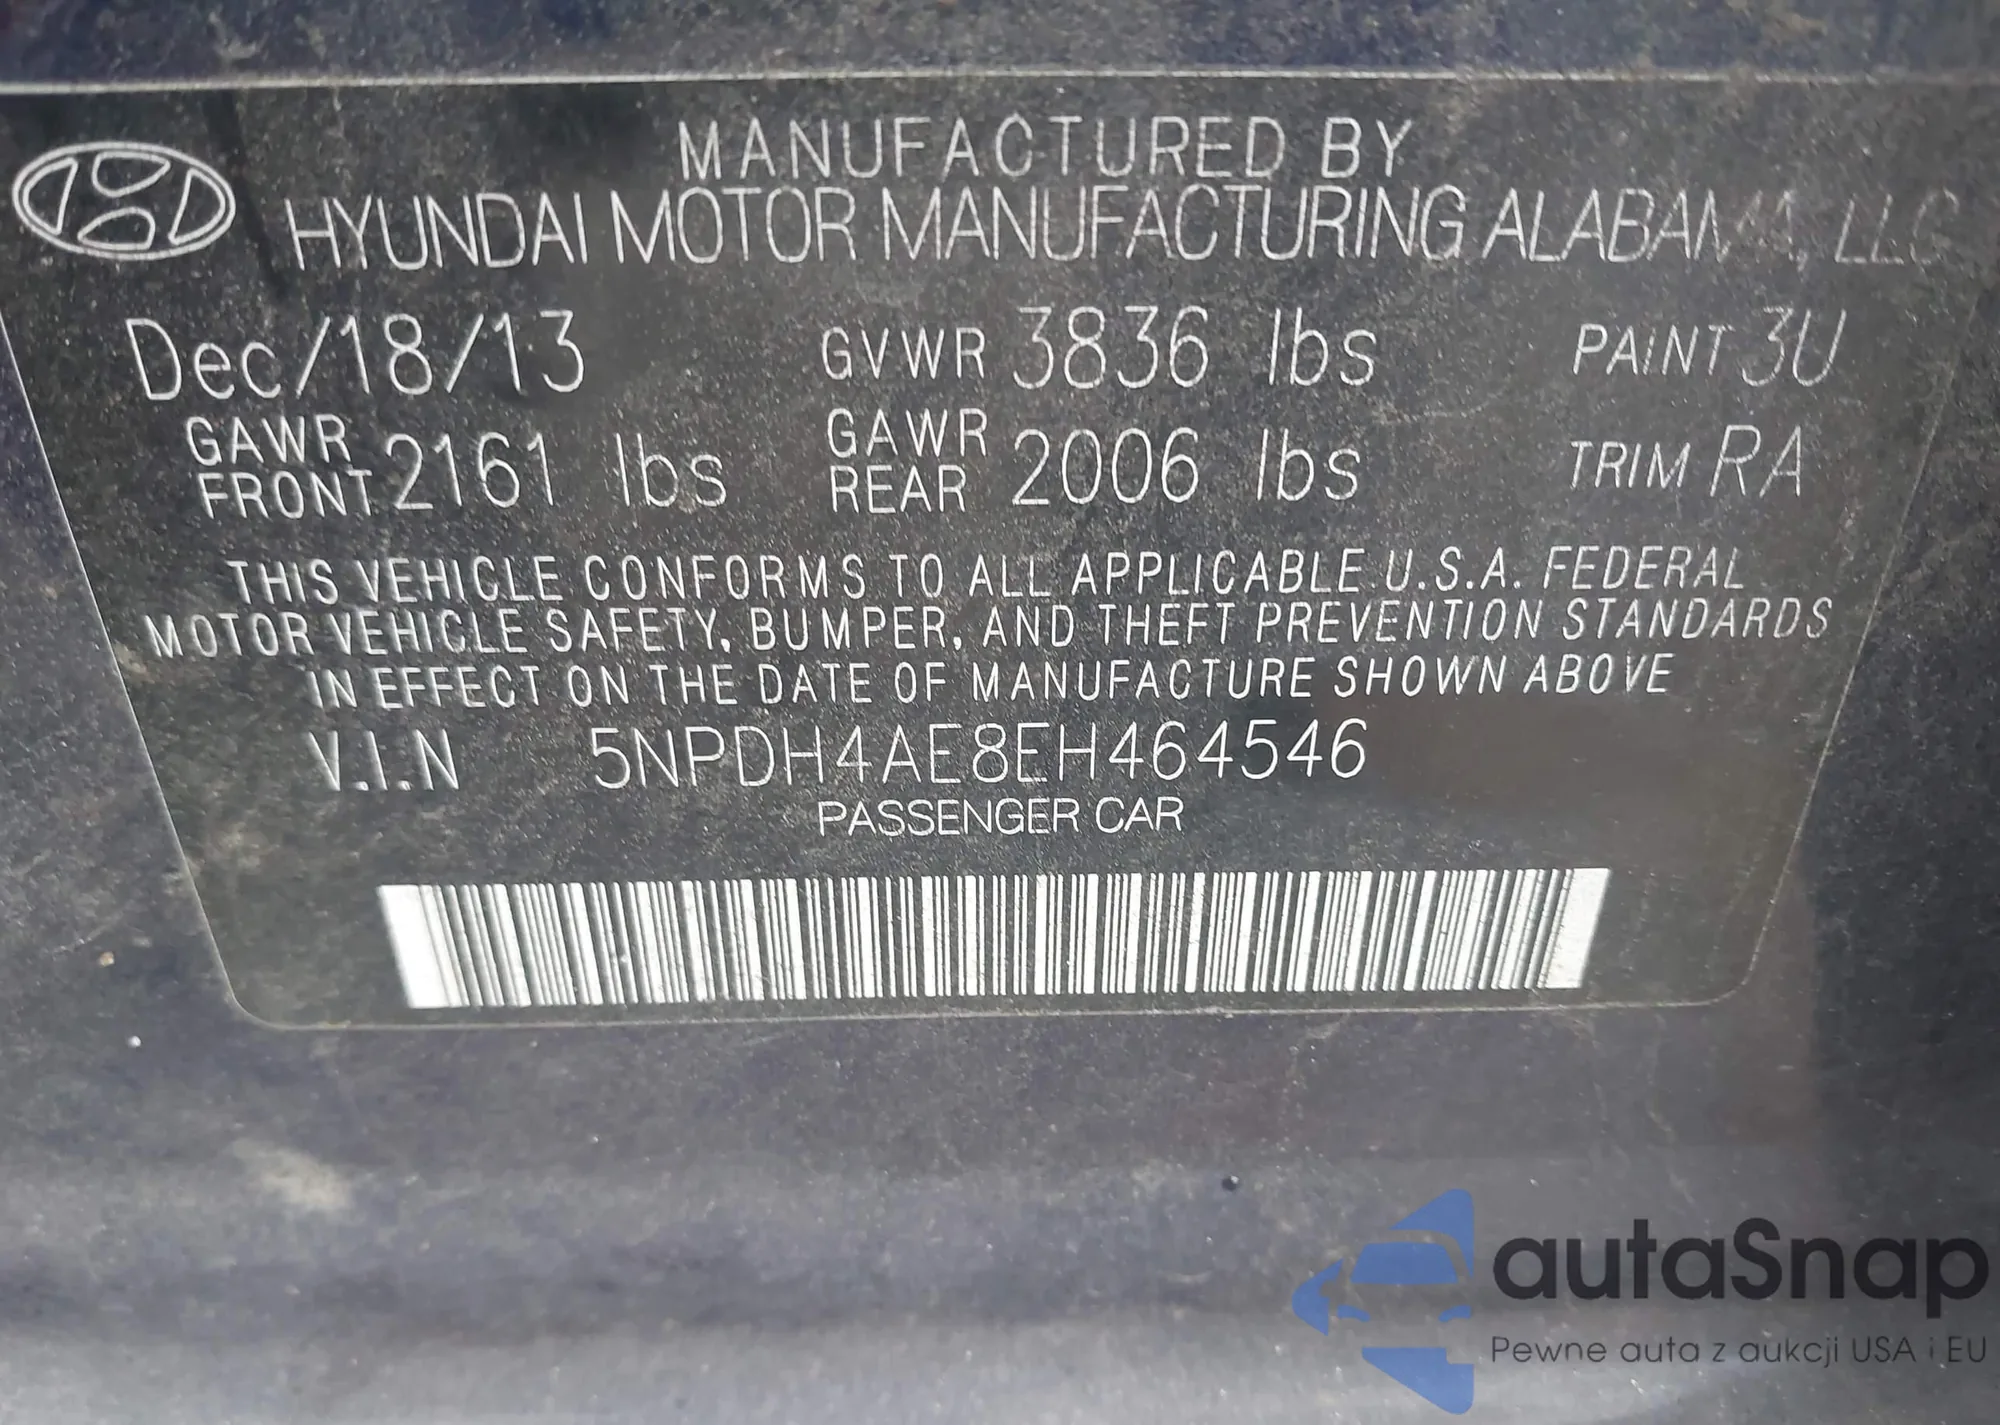 MANUFACTURED BY
HYUNDAI MOTOR MANUFACTURING ALABAMA, LLC
Dec/18/13 GVWR 3836 lbs PAINT 3U
GAWR FRONT 2161 lbs GAWR REAR 2006 lbs TRIM RA
THIS VEHICLE CONFORMS TO ALL APPLICABLE U.S.A. FEDERAL
MOTOR VEHICLE SAFETY, BUMPER, AND THEFT PREVENTION STANDARDS
IN EFFECT ON THE DATE OF MANUFACTURE SHOWN ABOVE
V.I.N 5NPDH4AE8EH464546
PASSENGER CAR
autaSnap
Pewne auta z aukcji USA i EU